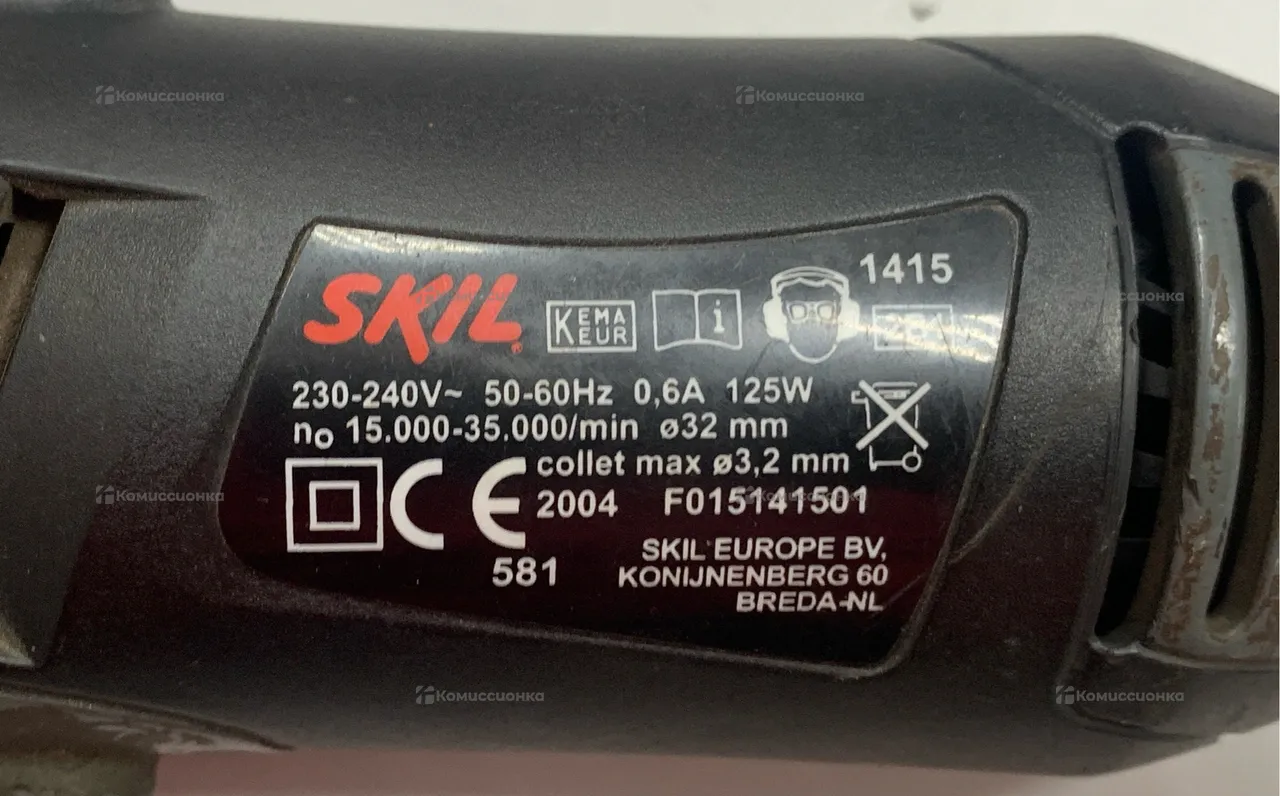 Комиссионка Комиссионка
1415
SKIL®
KEMA EUR
i
230-240V~ 50-60Hz 0,6A 125W
no 15.000-35.000/min ø32 mm
collet max ø3,2 mm
CE
2004 F015141501
581
SKIL EUROPE BV,
KONIJNENBERG 60
BREDA-NL
Комиссионка
Комиссионка Комиссионка